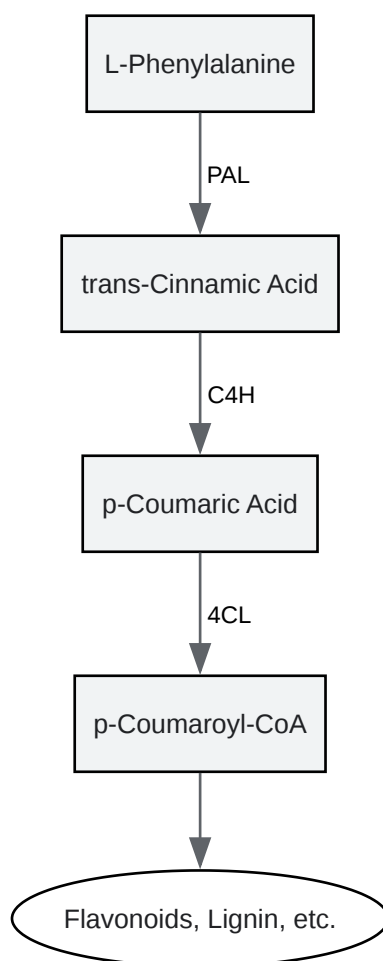 L-Phenylalanine
PAL
trans-Cinnamic Acid
C4H
p-Coumaric Acid
4CL
p-Coumaroyl-CoA
Flavonoids, Lignin, etc.